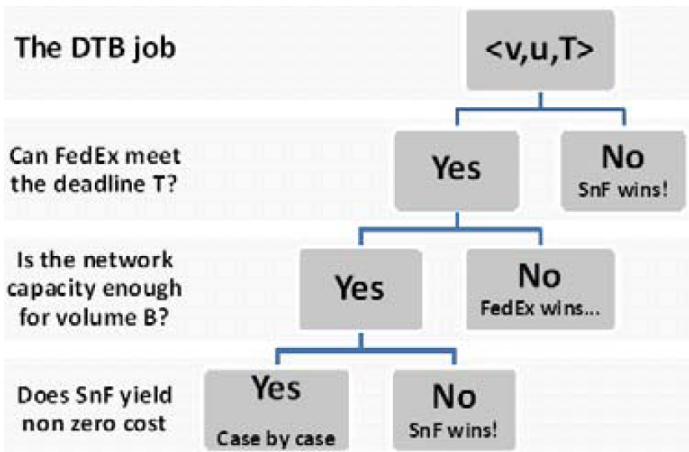 The DTB job
<v,u,T>
Can FedEx meet
the deadline T?
Yes
No
SnF wins!
Is the network
capacity enough
for volume B?
Yes
No
FedEx wins...
Does SnF yield
non zero cost
Yes
Case by case
No
SnF wins!